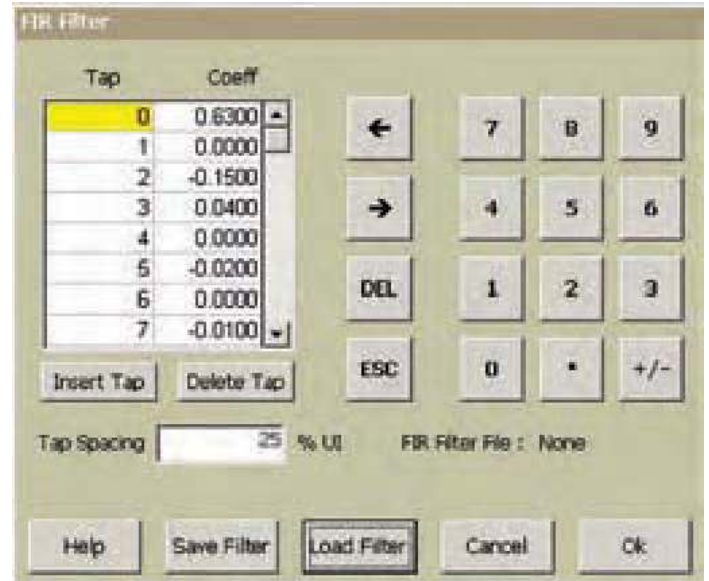 FIR Filter
Tap Coeff
0 0.6300
1 0.0000
2 -0.1500
3 0.0400
4 0.0000
5 -0.0200
6 0.0000
7 -0.0100
← 7 8 9
→ 4 5 6
DEL 1 2 3
ESC 0 • +/-
Insert Tap Delete Tap
Tap Spacing 25 % UI FIR Filter File : None
Help Save Filter Load Filter Cancel Ok